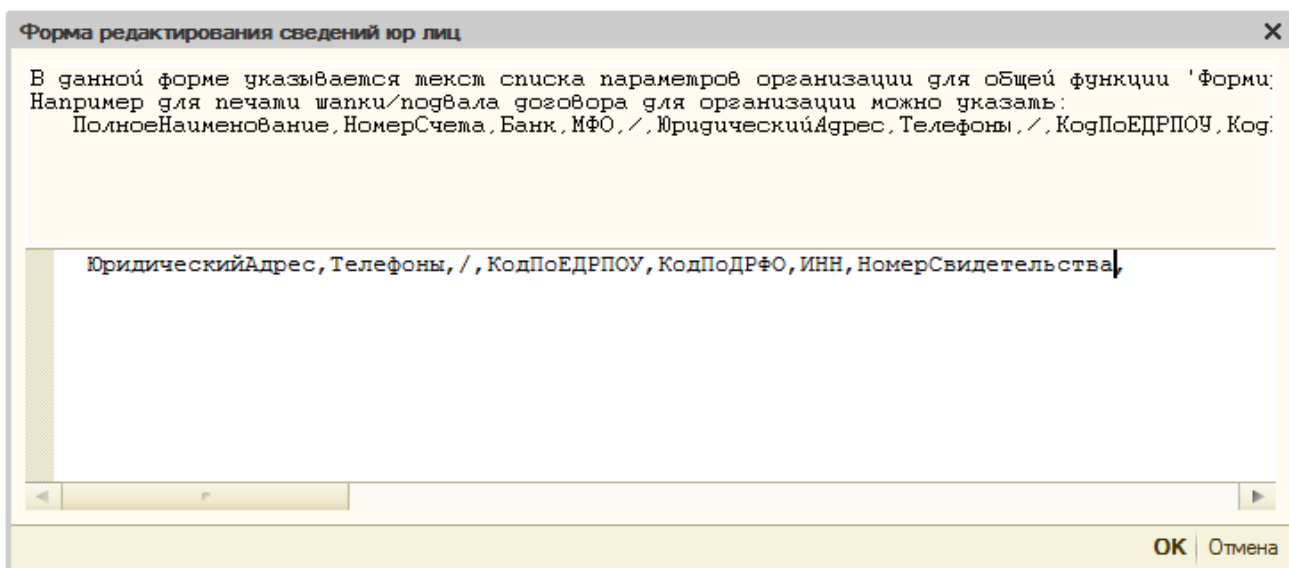 Форма редактирования сведений юр лиц
В данной форме указывается текст списка параметров организации для общей функции 'Форми
Например для печати шапки/подвала договора для организации можно указать:
ПолноеНаименование,НомерСчета,Банк,МФО,/,ЮридическийАдрес,Телефоны,/,КодПоЕДРПОУ,Код
ЮридическийАдрес,Телефоны,/,КодПоЕДРПОУ,КодПоДРФО,ИНН,НомерСвидетельства,
ОК Отмена